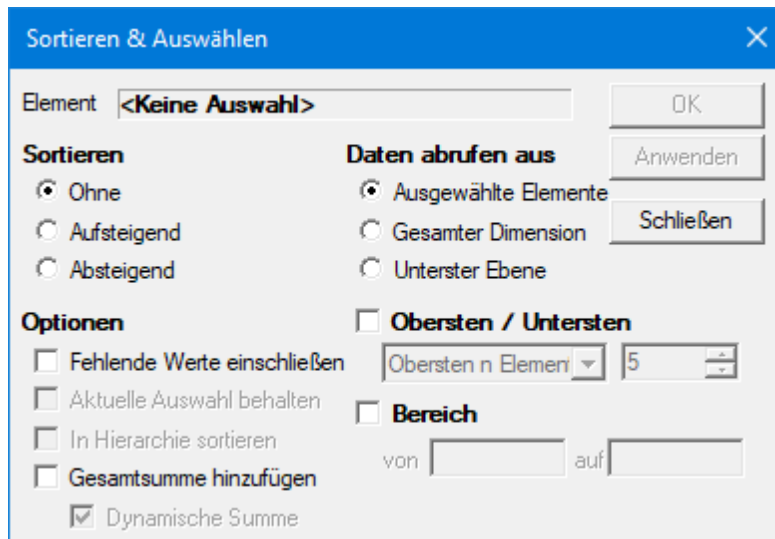 Sortieren & Auswählen
Element <Keine Auswahl>
OK
Sortieren
Daten abrufen aus
Anwenden
Ohne
Ausgewählte Elemente
Aufsteigend
Gesamter Dimension
Schließen
Absteigend
Unterster Ebene
Optionen
Obersten / Untersten
Fehlende Werte einschließen
Obersten n Elemen
5
Aktuelle Auswahl behalten
Bereich
In Hierarchie sortieren
von
auf
Gesamtsumme hinzufügen
Dynamische Summe